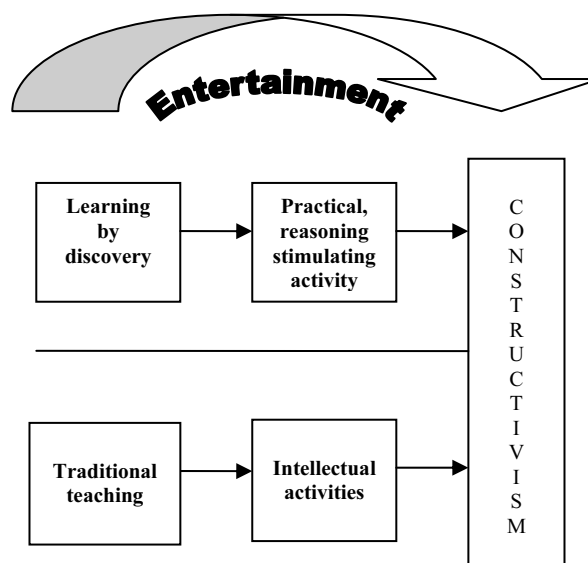 Entertainment
Learning
by
discovery
Practical,
reasoning
stimulating
activity
C
O
N
S
T
R
U
C
T
I
V
I
S
M
Traditional
teaching
Intellectual
activities